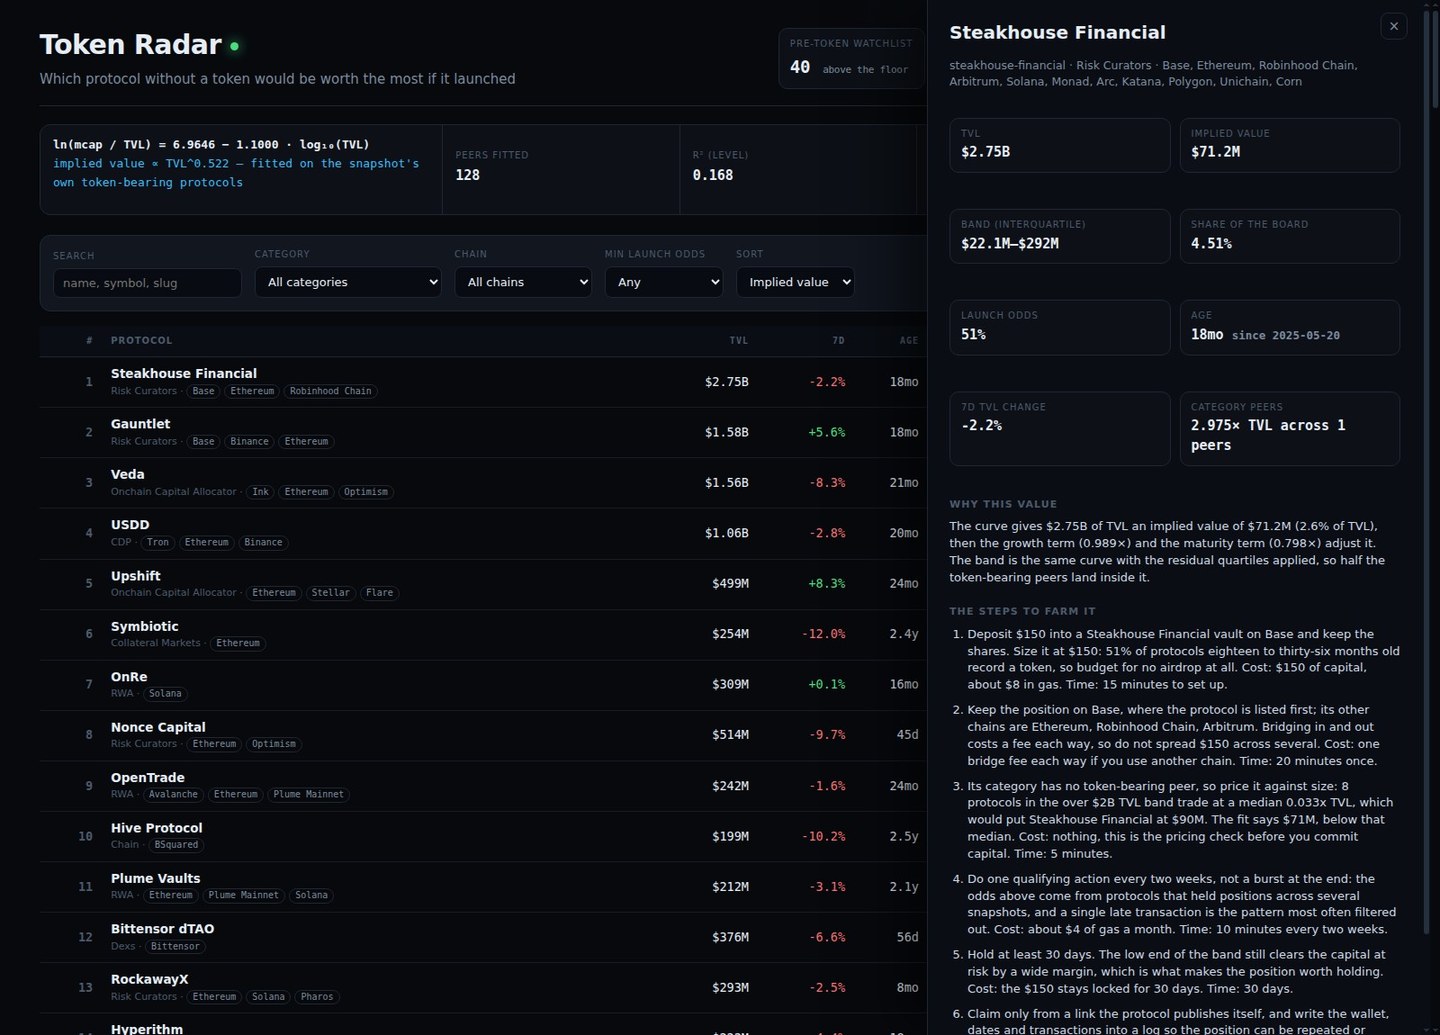 Token Radar
Which protocol without a token would be worth the most if it launched
PRE-TOKEN WATCHLIST
40 above the floor
ln(mcap / TVL) = 6.9646 − 1.1000 · log₁₀(TVL)
implied value ∝ TVL^0.522 — fitted on the snapshot's
own token-bearing protocols
PEERS FITTED
128
R² (LEVEL)
0.168
SEARCH
name, symbol, slug
CATEGORY
All categories
CHAIN
All chains
MIN LAUNCH ODDS
Any
SORT
Implied value
# PROTOCOL TVL 7D AGE
1 Steakhouse Financial $2.75B -2.2% 18mo
Risk Curators · Base Ethereum Robinhood Chain
2 Gauntlet $1.58B +5.6% 18mo
Risk Curators · Base Binance Ethereum
3 Veda $1.56B -8.3% 21mo
Onchain Capital Allocator · Ink Ethereum Optimism
4 USDD $1.06B -2.8% 20mo
CDP · Tron Ethereum Binance
5 Upshift $499M +8.3% 24mo
Onchain Capital Allocator · Ethereum Stellar Flare
6 Symbiotic $254M -12.0% 2.4y
Collateral Markets · Ethereum
7 OnRe $309M +0.1% 16mo
RWA · Solana
8 Nonce Capital $514M -9.7% 45d
Risk Curators · Ethereum Optimism
9 OpenTrade $242M -1.6% 24mo
RWA · Avalanche Ethereum Plume Mainnet
10 Hive Protocol $199M -10.2% 2.5y
Chain · BSquared
11 Plume Vaults $212M -3.1% 2.1y
RWA · Ethereum Plume Mainnet Solana
12 Bittensor dTAO $376M -6.6% 56d
Dexs · Bittensor
13 RockawayX $293M -2.5% 8mo
Risk Curators · Ethereum Solana Pharos
Hyperithm
Steakhouse Financial
×
steakhouse-financial · Risk Curators · Base, Ethereum, Robinhood Chain,
Arbitrum, Solana, Monad, Arc, Katana, Polygon, Unichain, Corn
TVL
$2.75B
IMPLIED VALUE
$71.2M
BAND (INTERQUARTILE)
$22.1M–$292M
SHARE OF THE BOARD
4.51%
LAUNCH ODDS
51%
AGE
18mo since 2025-05-20
7D TVL CHANGE
-2.2%
CATEGORY PEERS
2.975× TVL across 1
peers
WHY THIS VALUE
The curve gives $2.75B of TVL an implied value of $71.2M (2.6% of TVL),
then the growth term (0.989×) and the maturity term (0.798×) adjust it.
The band is the same curve with the residual quartiles applied, so half the
token-bearing peers land inside it.
THE STEPS TO FARM IT
1. Deposit $150 into a Steakhouse Financial vault on Base and keep the
shares. Size it at $150: 51% of protocols eighteen to thirty-six months old
record a token, so budget for no airdrop at all. Cost: $150 of capital,
about $8 in gas. Time: 15 minutes to set up.
2. Keep the position on Base, where the protocol is listed first; its other
chains are Ethereum, Robinhood Chain, Arbitrum. Bridging in and out
costs a fee each way, so do not spread $150 across several. Cost: one
bridge fee each way if you use another chain. Time: 20 minutes once.
3. Its category has no token-bearing peer, so price it against size: 8
protocols in the over $2B TVL band trade at a median 0.033x TVL, which
would put Steakhouse Financial at $90M. The fit says $71M, below that
median. Cost: nothing, this is the pricing check before you commit
capital. Time: 5 minutes.
4. Do one qualifying action every two weeks, not a burst at the end: the
odds above come from protocols that held positions across several
snapshots, and a single late transaction is the pattern most often filtered
out. Cost: about $4 of gas a month. Time: 10 minutes every two weeks.
5. Hold at least 30 days. The low end of the band still clears the capital at
risk by a wide margin, which is what makes the position worth holding.
Cost: the $150 stays locked for 30 days. Time: 30 days.
6. Claim only from a link the protocol publishes itself, and write the wallet,
dates and transactions into a log so the position can be repeated or